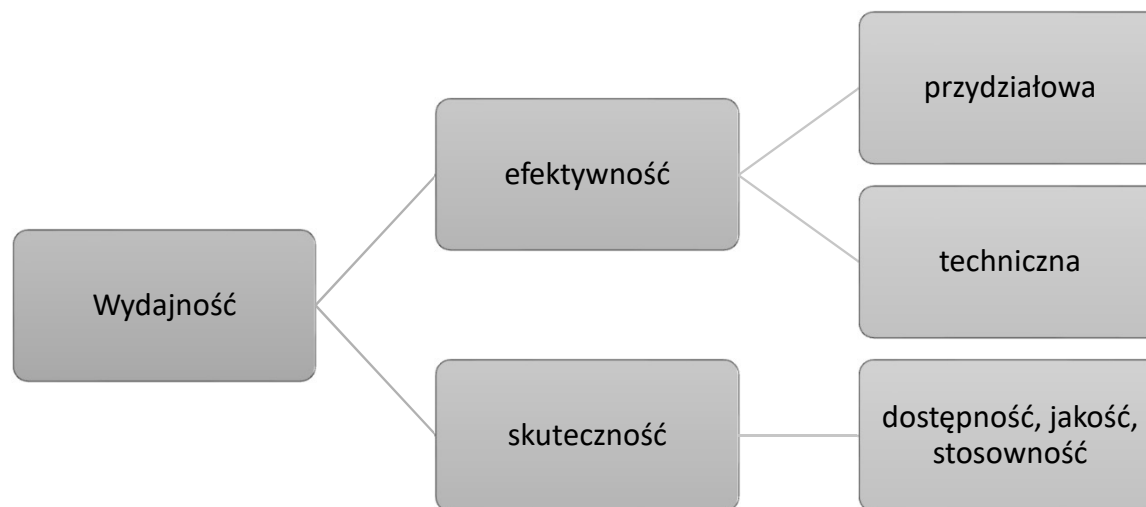 Wydajność
efektywność
przydziałowa
techniczna
skuteczność
dostępność, jakość,
stosowność